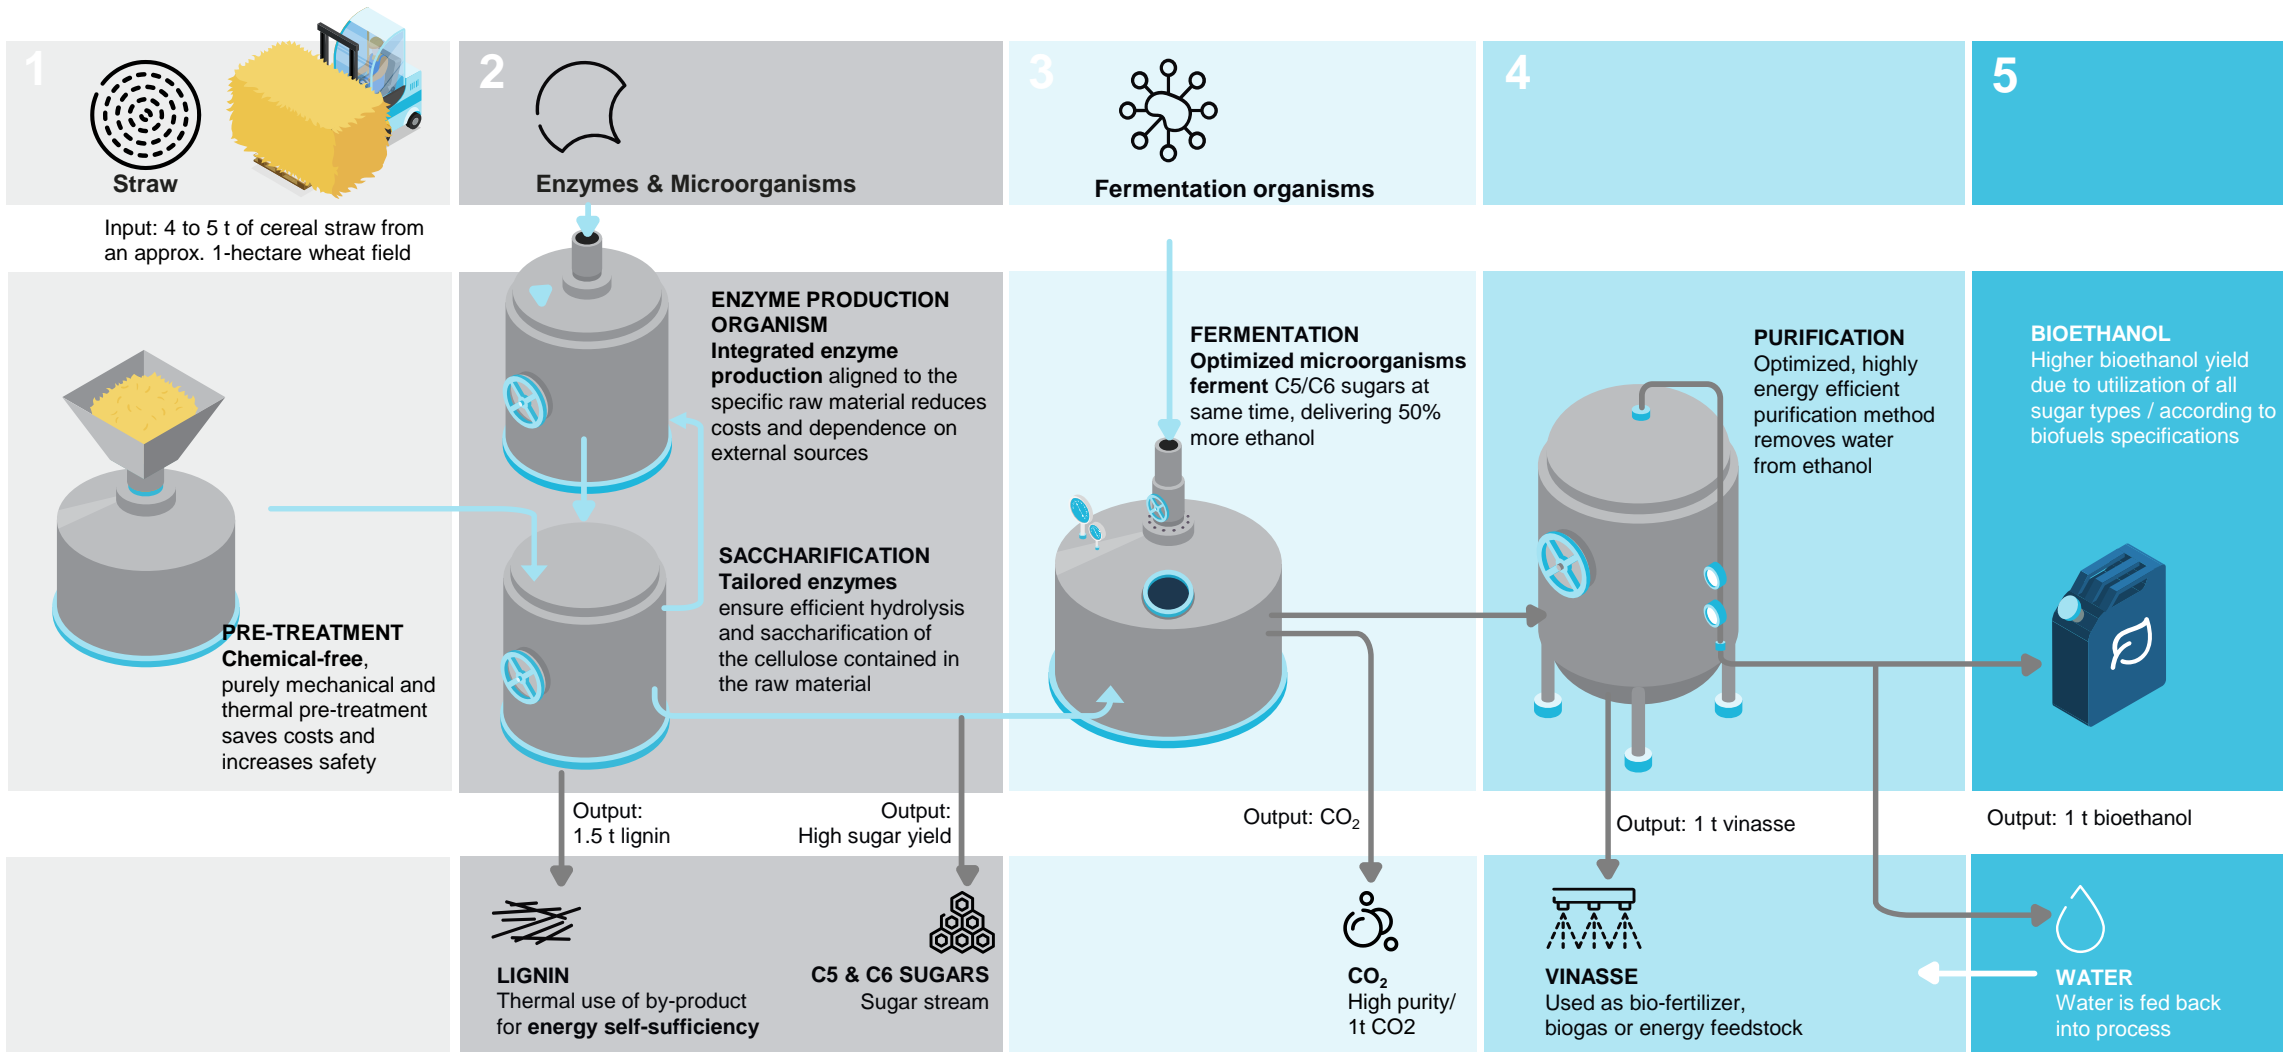 1
Straw
Input: 4 to 5 t of cereal straw from
an approx. 1-hectare wheat field
PRE-TREATMENT
Chemical-free,
purely mechanical and
thermal pre-treatment
saves costs and
increases safety
2
Enzymes & Microorganisms
ENZYME PRODUCTION
ORGANISM
Integrated enzyme
production aligned to the
specific raw material reduces
costs and dependence on
external sources
SACCHARIFICATION
Tailored enzymes
ensure efficient hydrolysis
and saccharification of
the cellulose contained in
the raw material
Output:
1.5 t lignin
Output:
High sugar yield
LIGNIN
Thermal use of by-product
for energy self-sufficiency
C5 & C6 SUGARS
Sugar stream
3
Fermentation organisms
FERMENTATION
Optimized microorganisms
ferment C5/C6 sugars at
same time, delivering 50%
more ethanol
Output: CO₂
CO₂
High purity/
1t CO2
4
PURIFICATION
Optimized, highly
energy efficient
purification method
removes water
from ethanol
Output: 1 t vinasse
VINASSE
Used as bio-fertilizer,
biogas or energy feedstock
5
BIOETHANOL
Higher bioethanol yield
due to utilization of all
sugar types / according to
biofuels specifications
Output: 1 t bioethanol
WATER
Water is fed back
into process